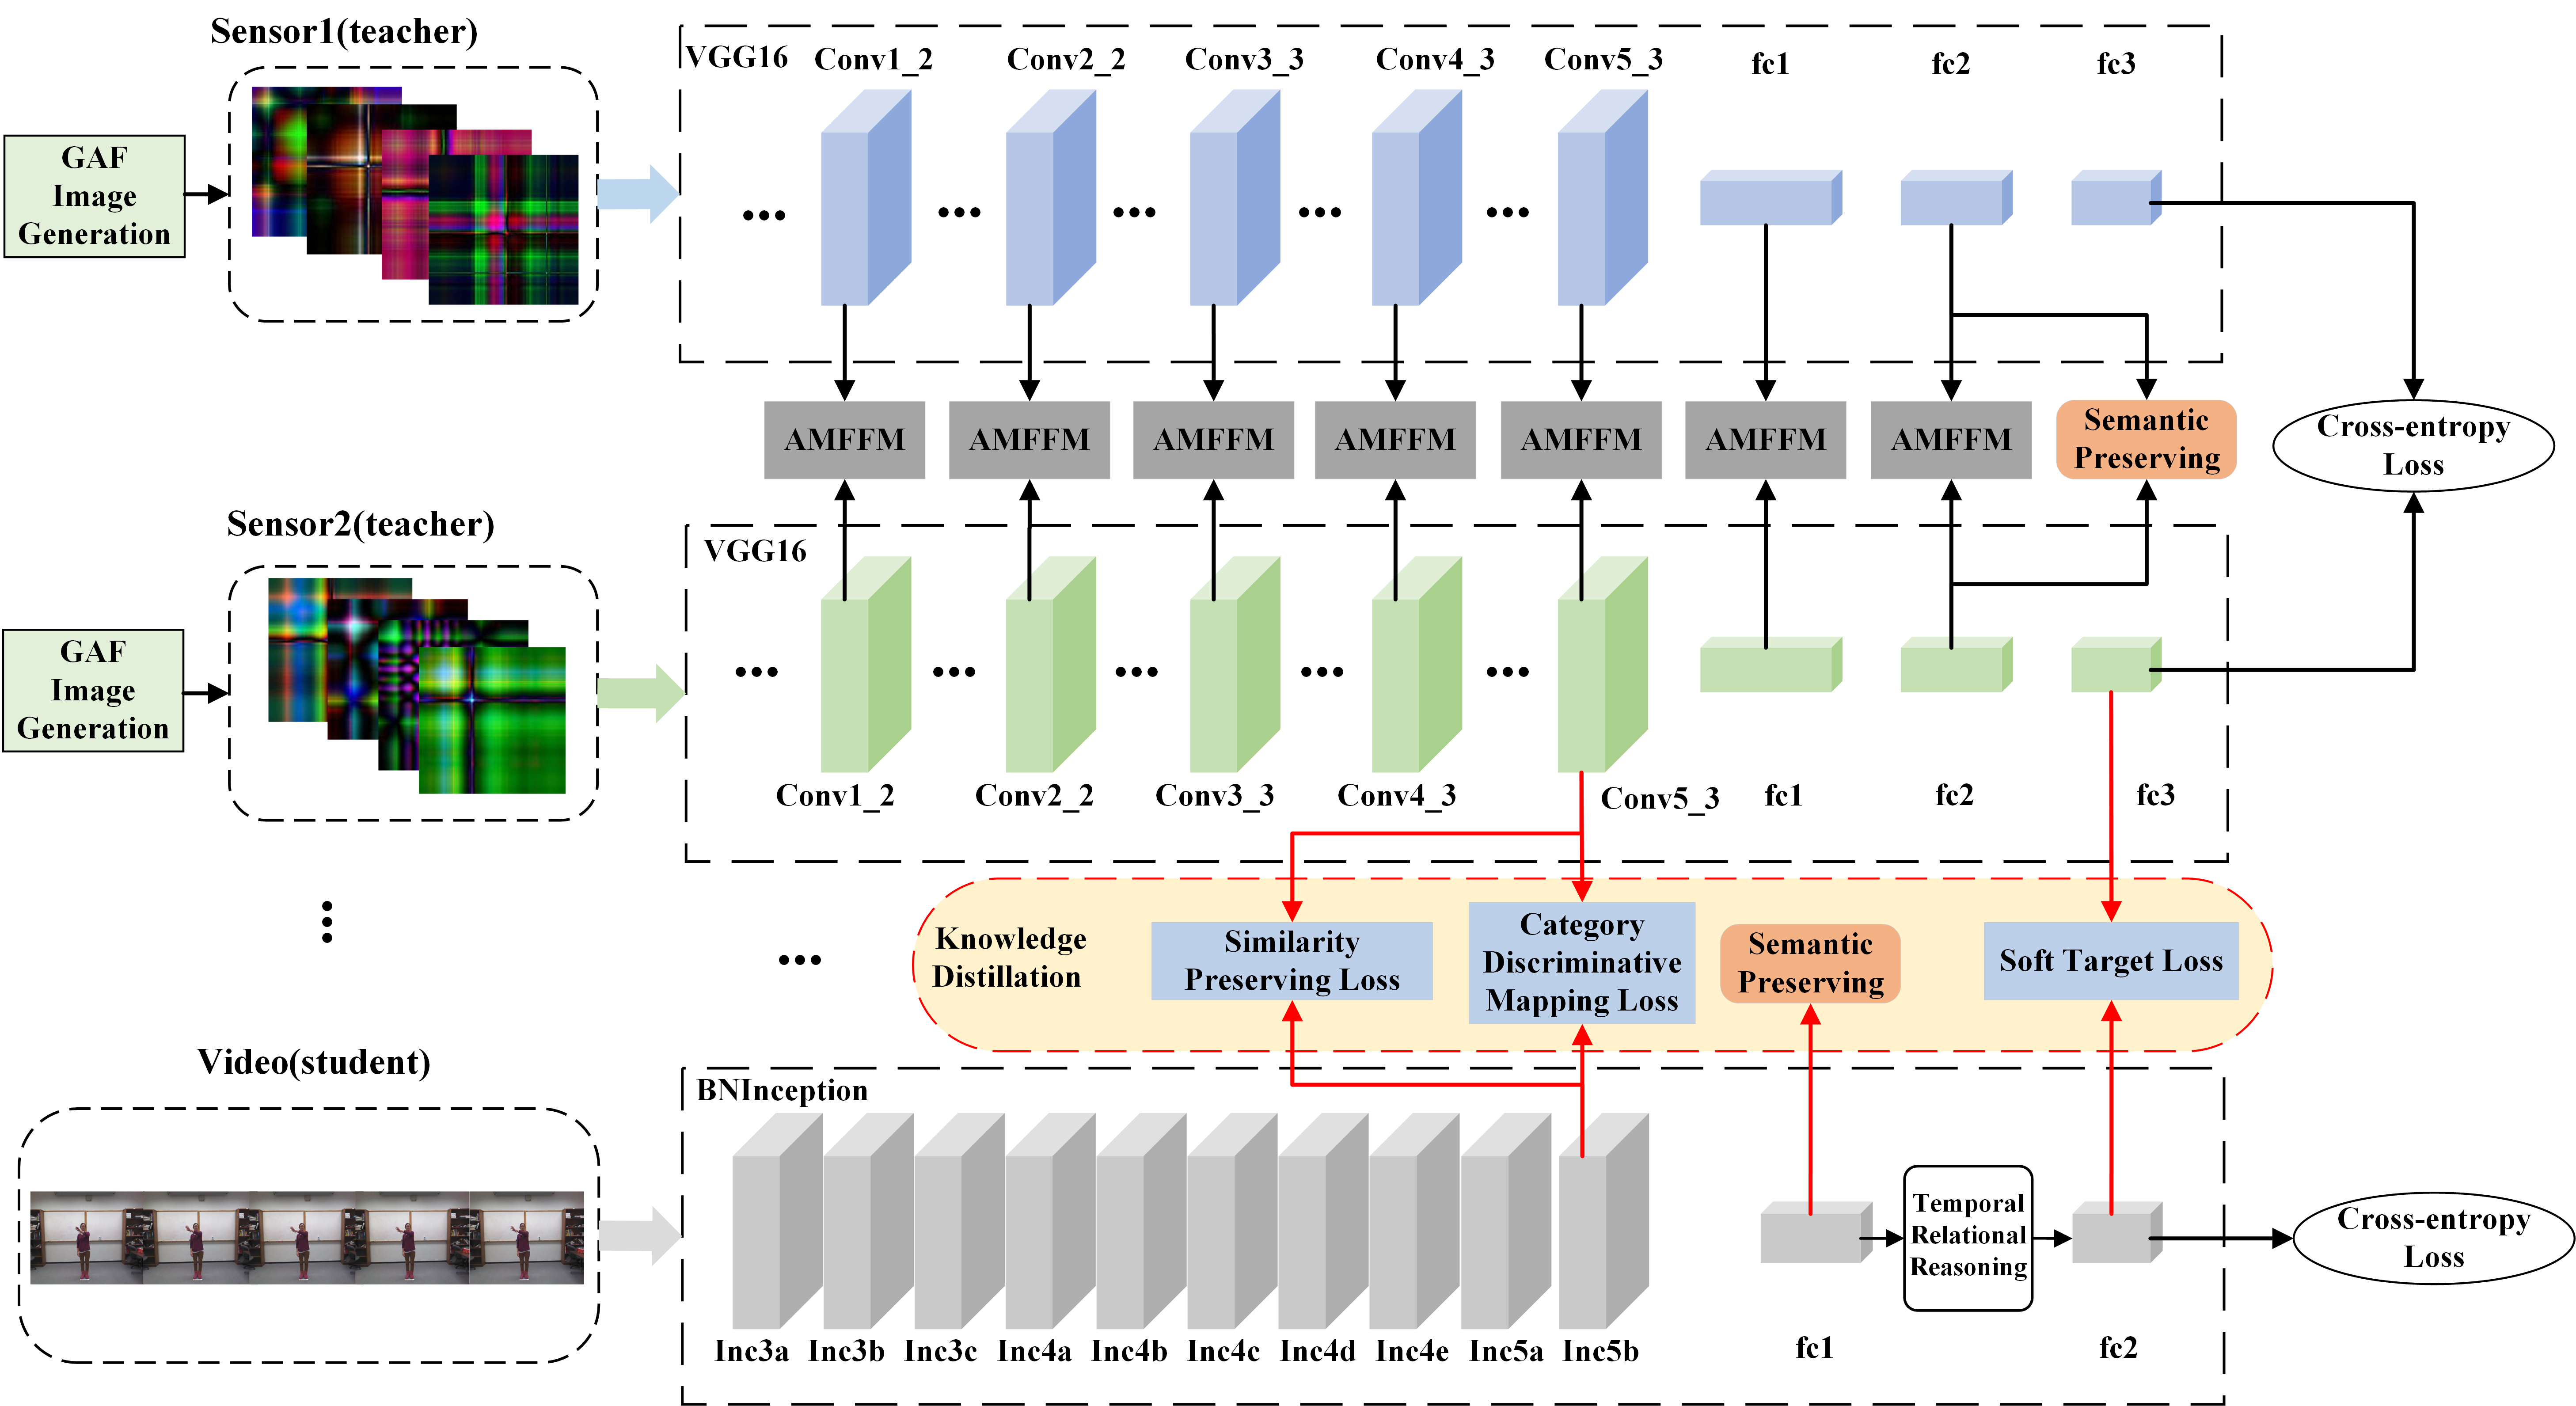 Sensor1(teacher)
GAF
Image
Generation
VGG16
Conv1_2
Conv2_2
Conv3_3
Conv4_3
Conv5_3
fc1
fc2
fc3
AMFFM
AMFFM
AMFFM
AMFFM
AMFFM
AMFFM
AMFFM
Semantic
Preserving
Cross-entropy
Loss
Sensor2(teacher)
GAF
Image
Generation
VGG16
Conv1_2
Conv2_2
Conv3_3
Conv4_3
Conv5_3
fc1
fc2
fc3
Knowledge
Distillation
Similarity
Preserving Loss
Category
Discriminative
Mapping Loss
Semantic
Preserving
Soft Target Loss
Video(student)
BNInception
Inc3a
Inc3b
Inc3c
Inc4a
Inc4b
Inc4c
Inc4d
Inc4e
Inc5a
Inc5b
fc1
Temporal
Relational
Reasoning
fc2
Cross-entropy
Loss